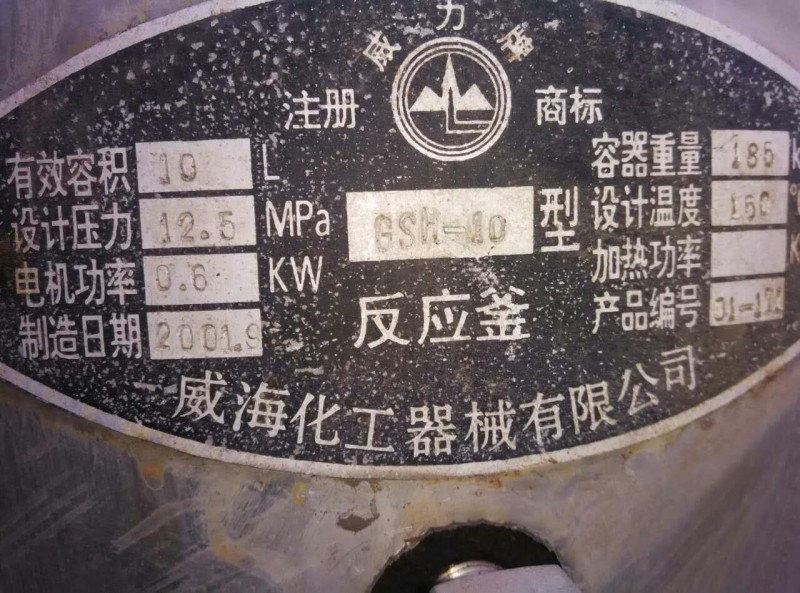 威力牌
注册 商标
有效容积 10 L
设计压力 12.5 MPa
电机功率 0.8 KW
制造日期 2001.9
GSH-10 型
反应釜
容器重量 185 k
设计温度 150 °
加热功率 K
产品编号 01-17
威海化工器械有限公司